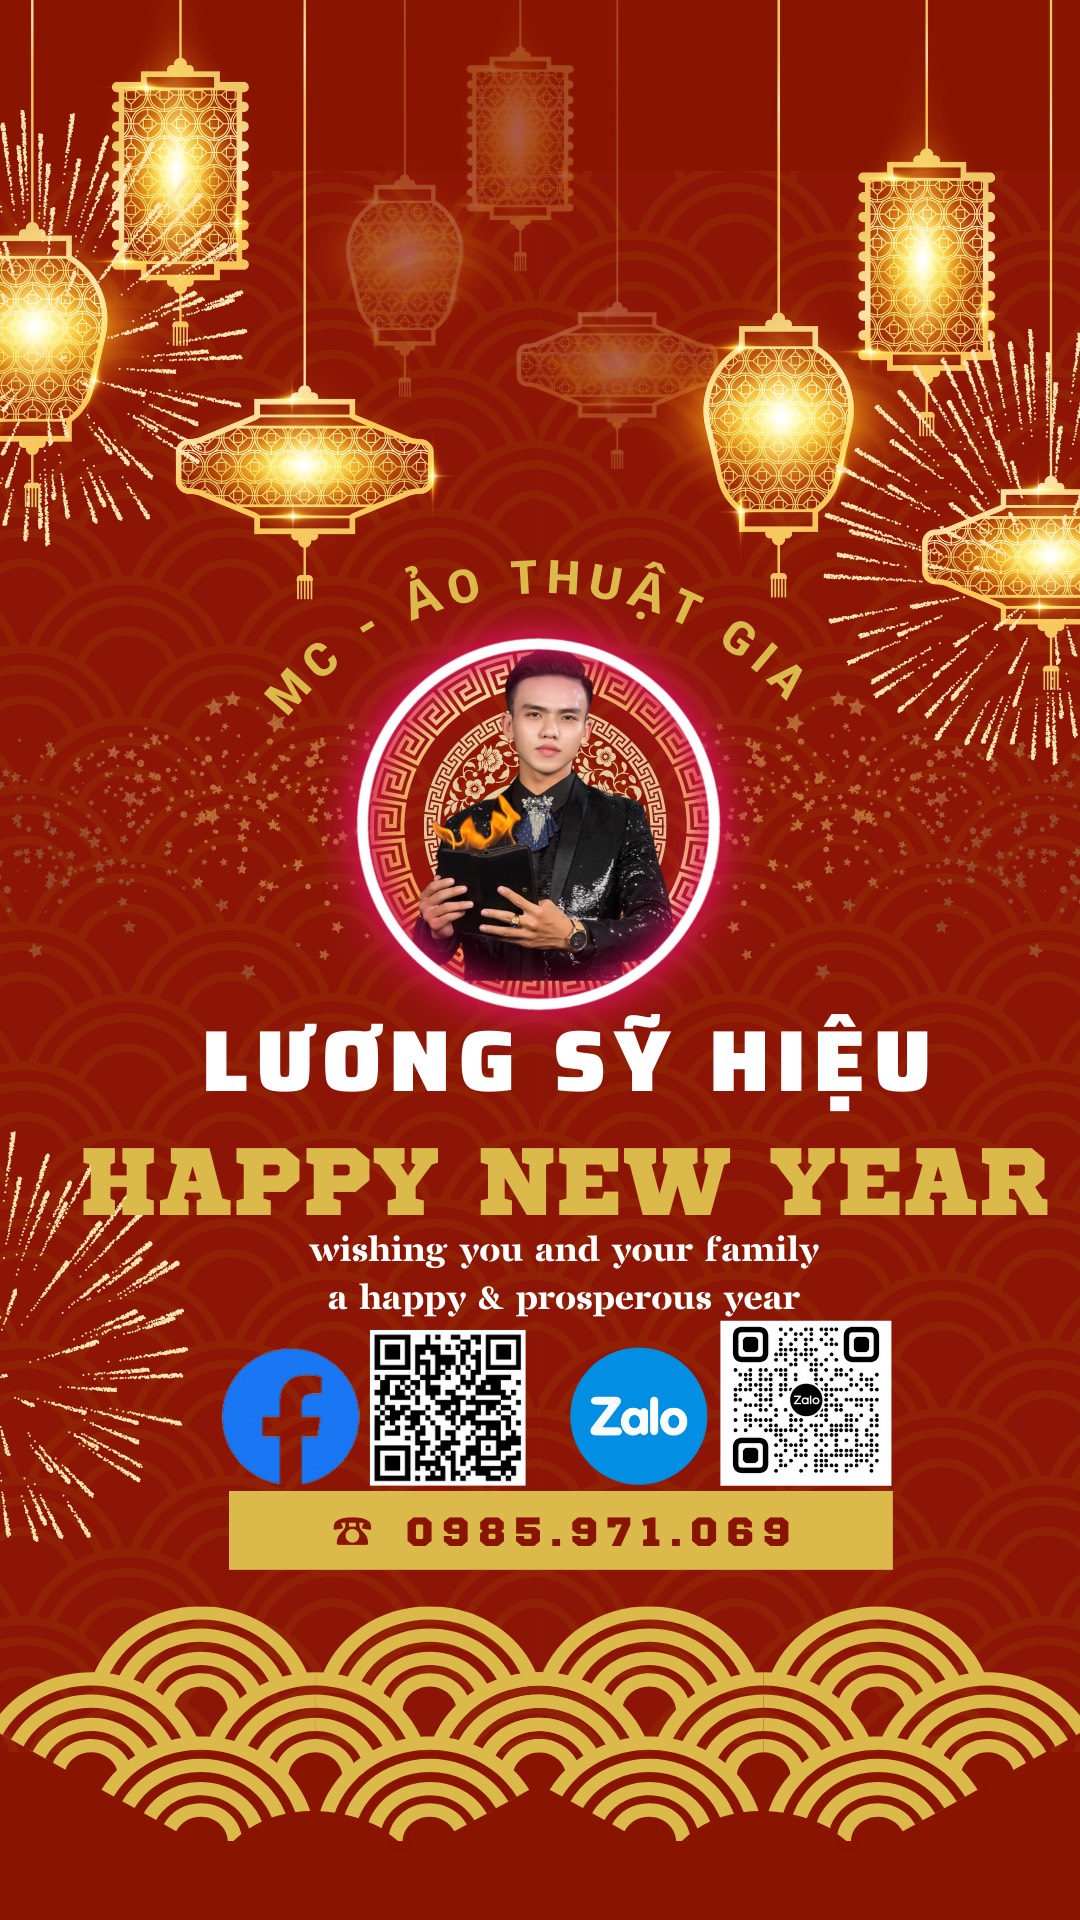 MC - ẢO THUẬT GIA
LƯƠNG SỸ HIỆU
HAPPY NEW YEAR
wishing you and your family
a happy & prosperous year
Zalo
Zalo
☎ 0985.971.069